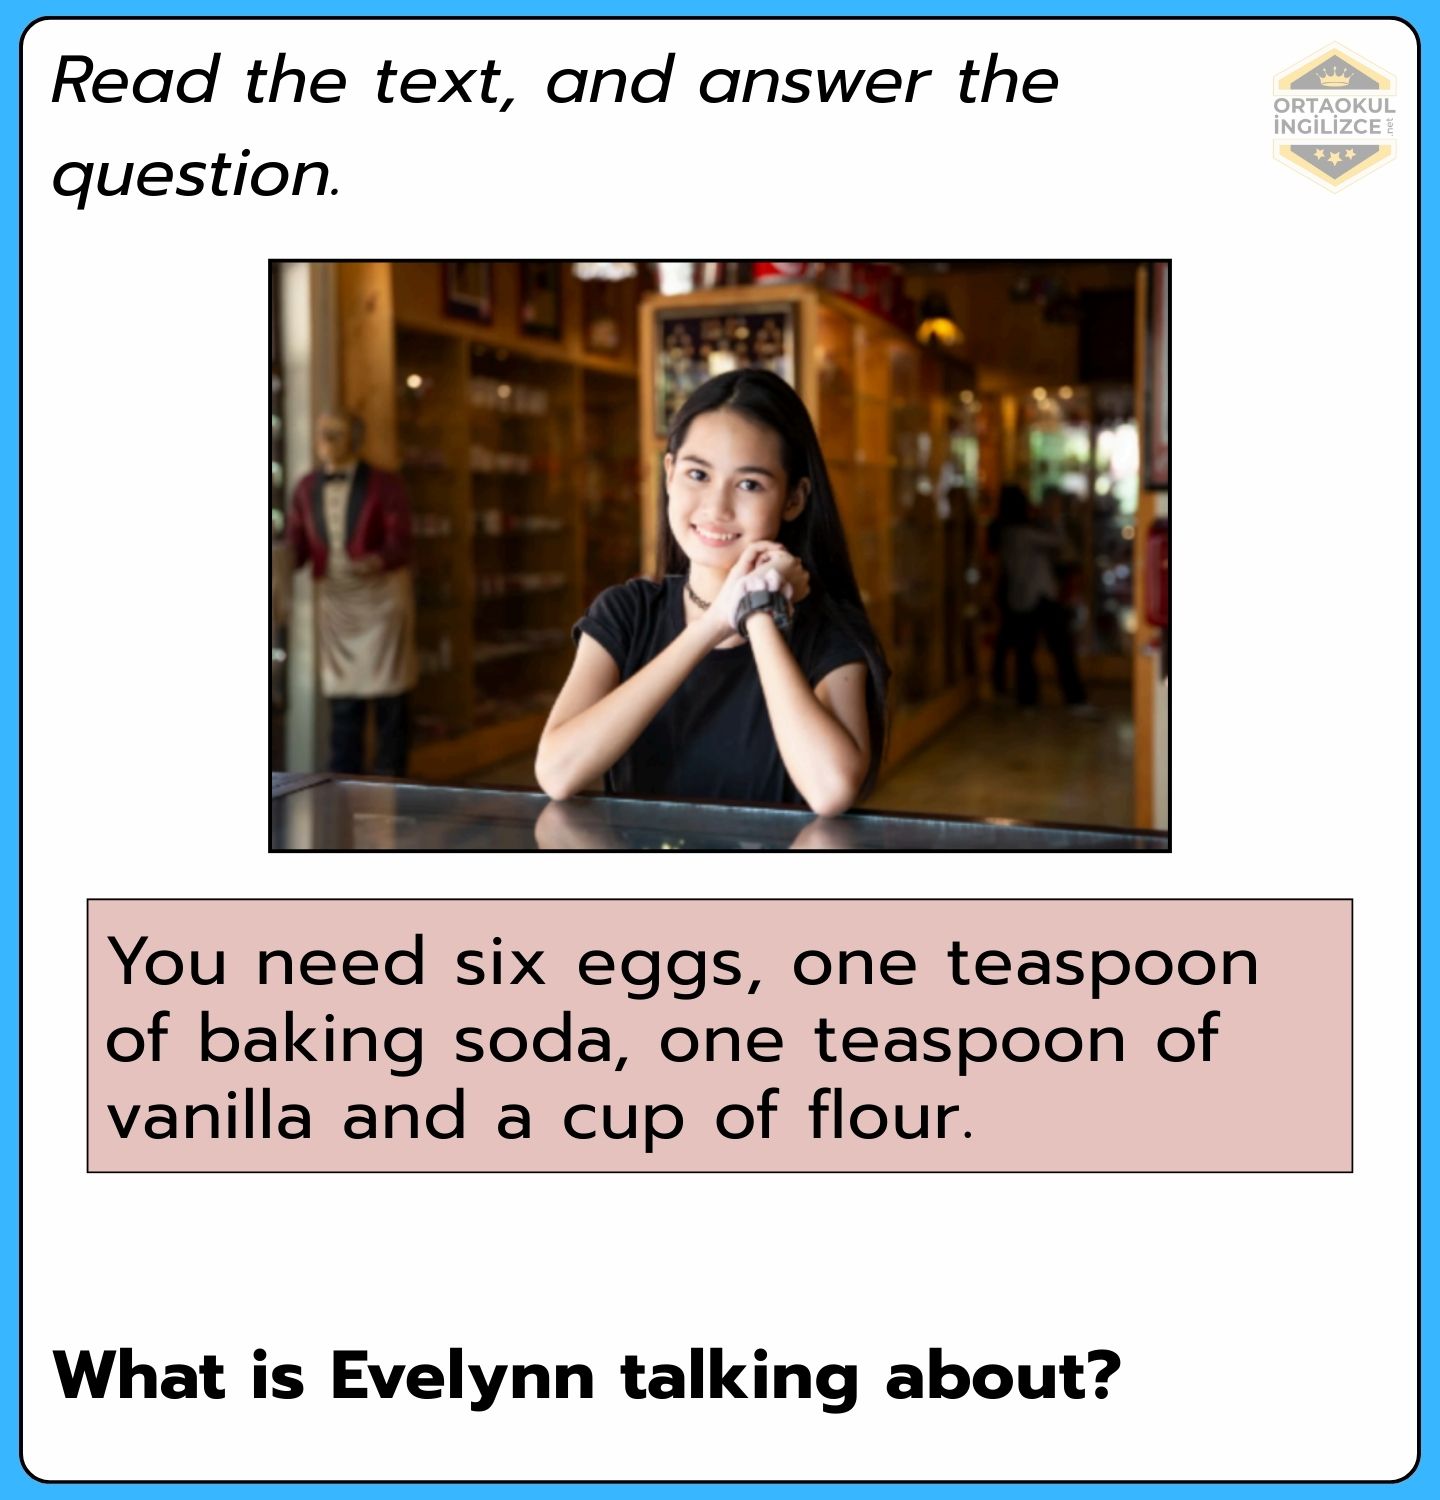 Read the text, and answer the
question.
ORTAOKUL
İNGİLİZCE
.net
You need six eggs, one teaspoon
of baking soda, one teaspoon of
vanilla and a cup of flour.
What is Evelynn talking about?